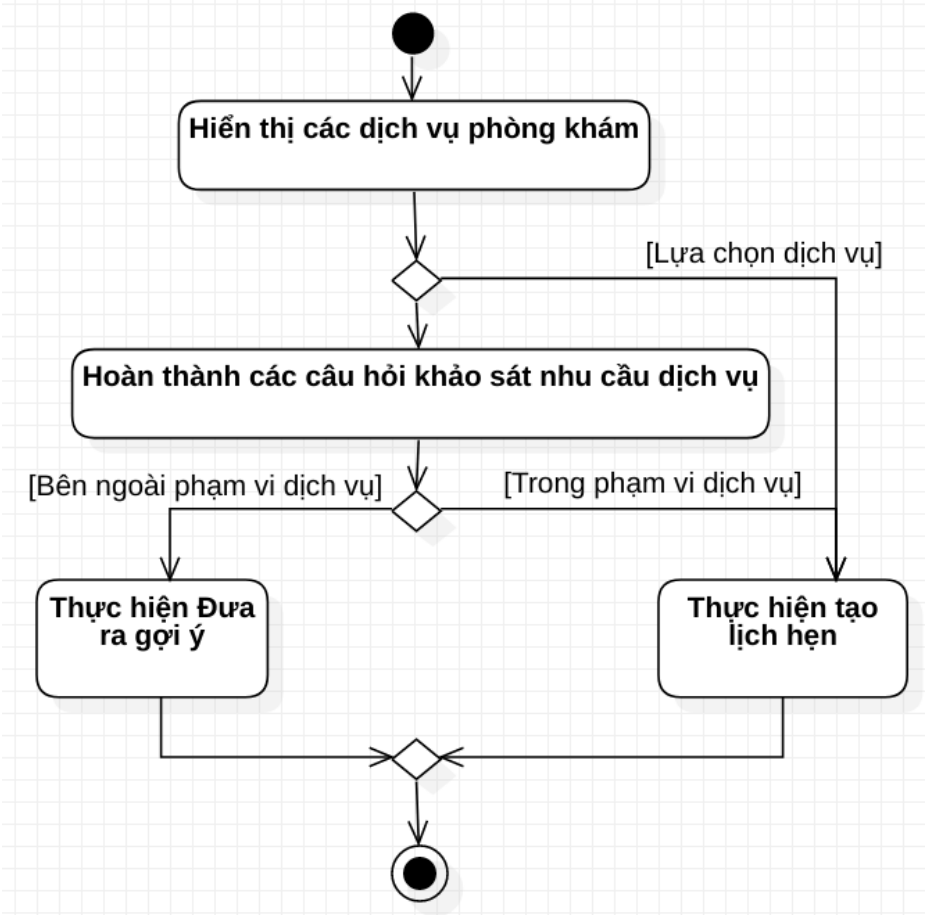 Hiển thị các dịch vụ phòng khám
[Lựa chọn dịch vụ]
Hoàn thành các câu hỏi khảo sát nhu cầu dịch vụ
[Bên ngoài phạm vi dịch vụ]
[Trong phạm vi dịch vụ]
Thực hiện Đưa
ra gợi ý
Thực hiện tạo
lịch hẹn